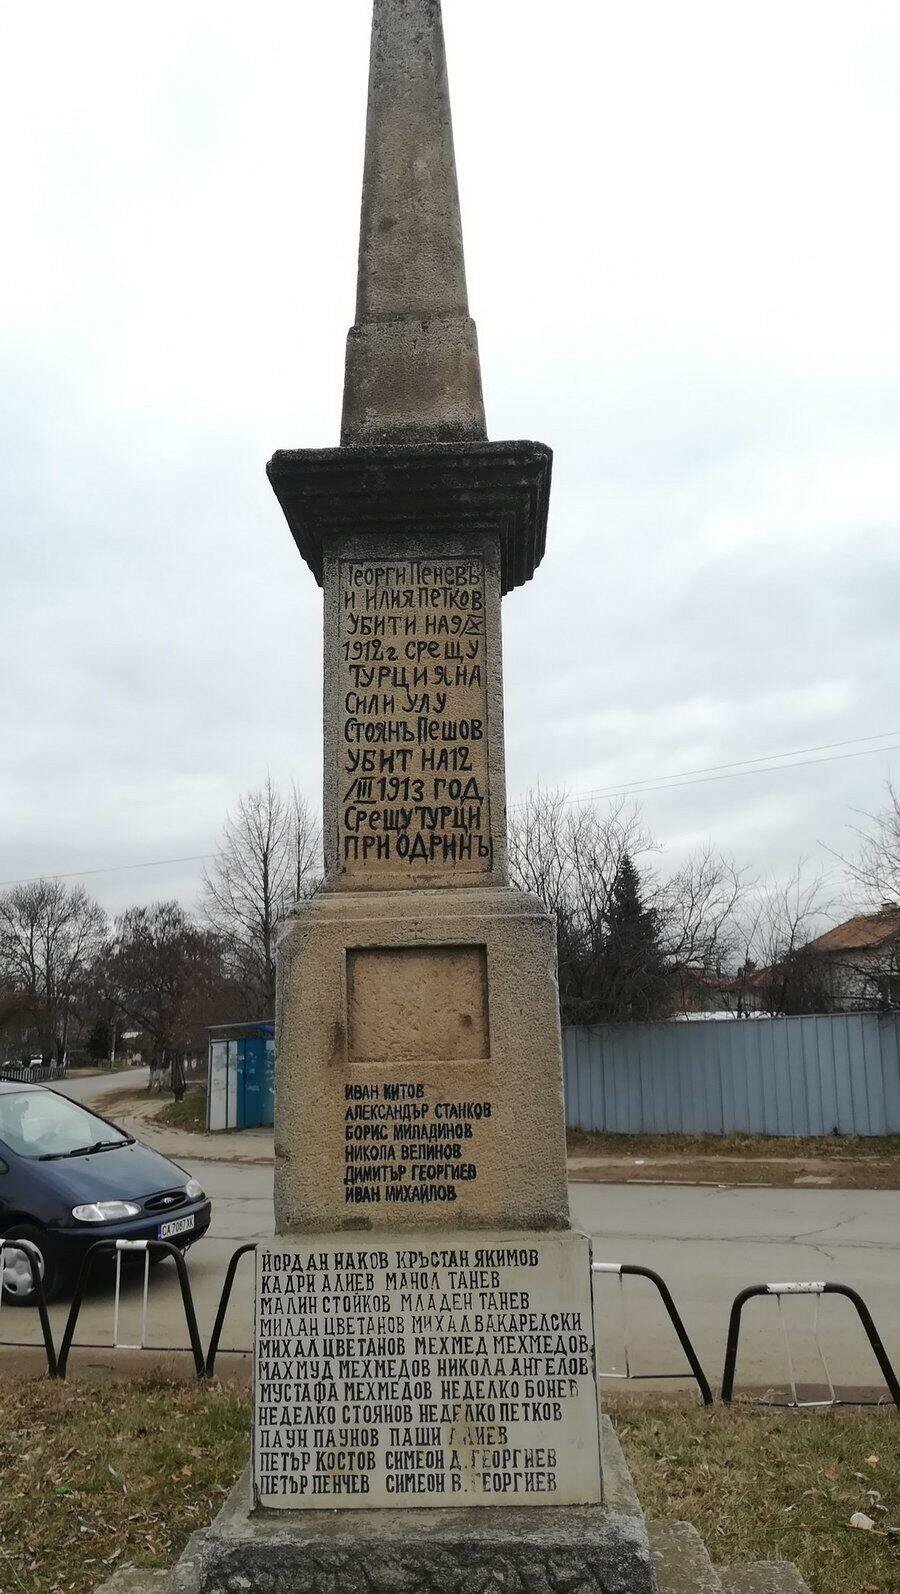 Георги Пеневъ
и илия петков
убити на 9/X
1912 г срещу
Турция на
Сили улу
Стоянъ Пешов
убит на 12
/III 1913 год
Срещу Турци
при Одринъ
ИВАН КИТОВ
АЛЕКСАНДЪР СТАНКОВ
БОРИС МИЛАДИНОВ
НИКОЛА ВЕЛИНОВ
ДИМИТЪР ГЕОРГИЕВ
ИВАН МИХАЙЛОВ
ЙОРДАН НАКОВ КРЪСТАН ЯКИМОВ
КАДРИ АЛИЕВ МАНОЛ ТАНЕВ
МАЛИН СТОЙКОВ МЛАДЕН ТАНЕВ
МИЛАН ЦВЕТАНОВ МИХАЛ ВАКАРЕЛСКИ
МИХАЛ ЦВЕТАНОВ МЕХМЕД МЕХМЕДОВ
МАХМУД МЕХМЕДОВ НИКОЛА АНГЕЛОВ
МУСТАФА МЕХМЕДОВ НЕДЕЛКО БОНЕВ
НЕДЕЛКО СТОЯНОВ НЕДЕЛКО ПЕТКОВ
ПАУН ПАУНОВ ПАШИ АЛИЕВ
ПЕТЪР КОСТОВ СИМЕОН Д. ГЕОРГИЕВ
ПЕТЪР ПЕНЧЕВ СИМЕОН В. ГЕОРГИЕВ
СА 7087 ХК